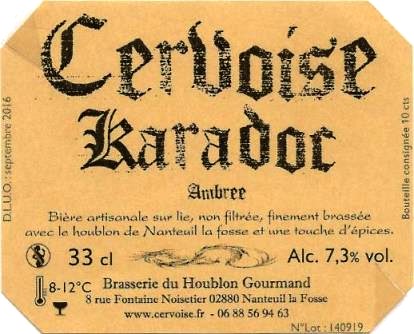 Cervoise
Karadoc
Ambree
Bière artisanale sur lie, non filtrée, finement brassée
avec le houblon de Nanteuil la fosse et une touche d'épices.
33 cl
Alc. 7,3% vol.
8-12°C
Brasserie du Houblon Gourmand
8 rue Fontaine Noisetier 02880 Nanteuil la Fosse
www.cervoise.fr - 06 88 56 94 63
N°Lot : 140919
D.L.U.O. : septembre 2016
Bouteille consignée 10 cts